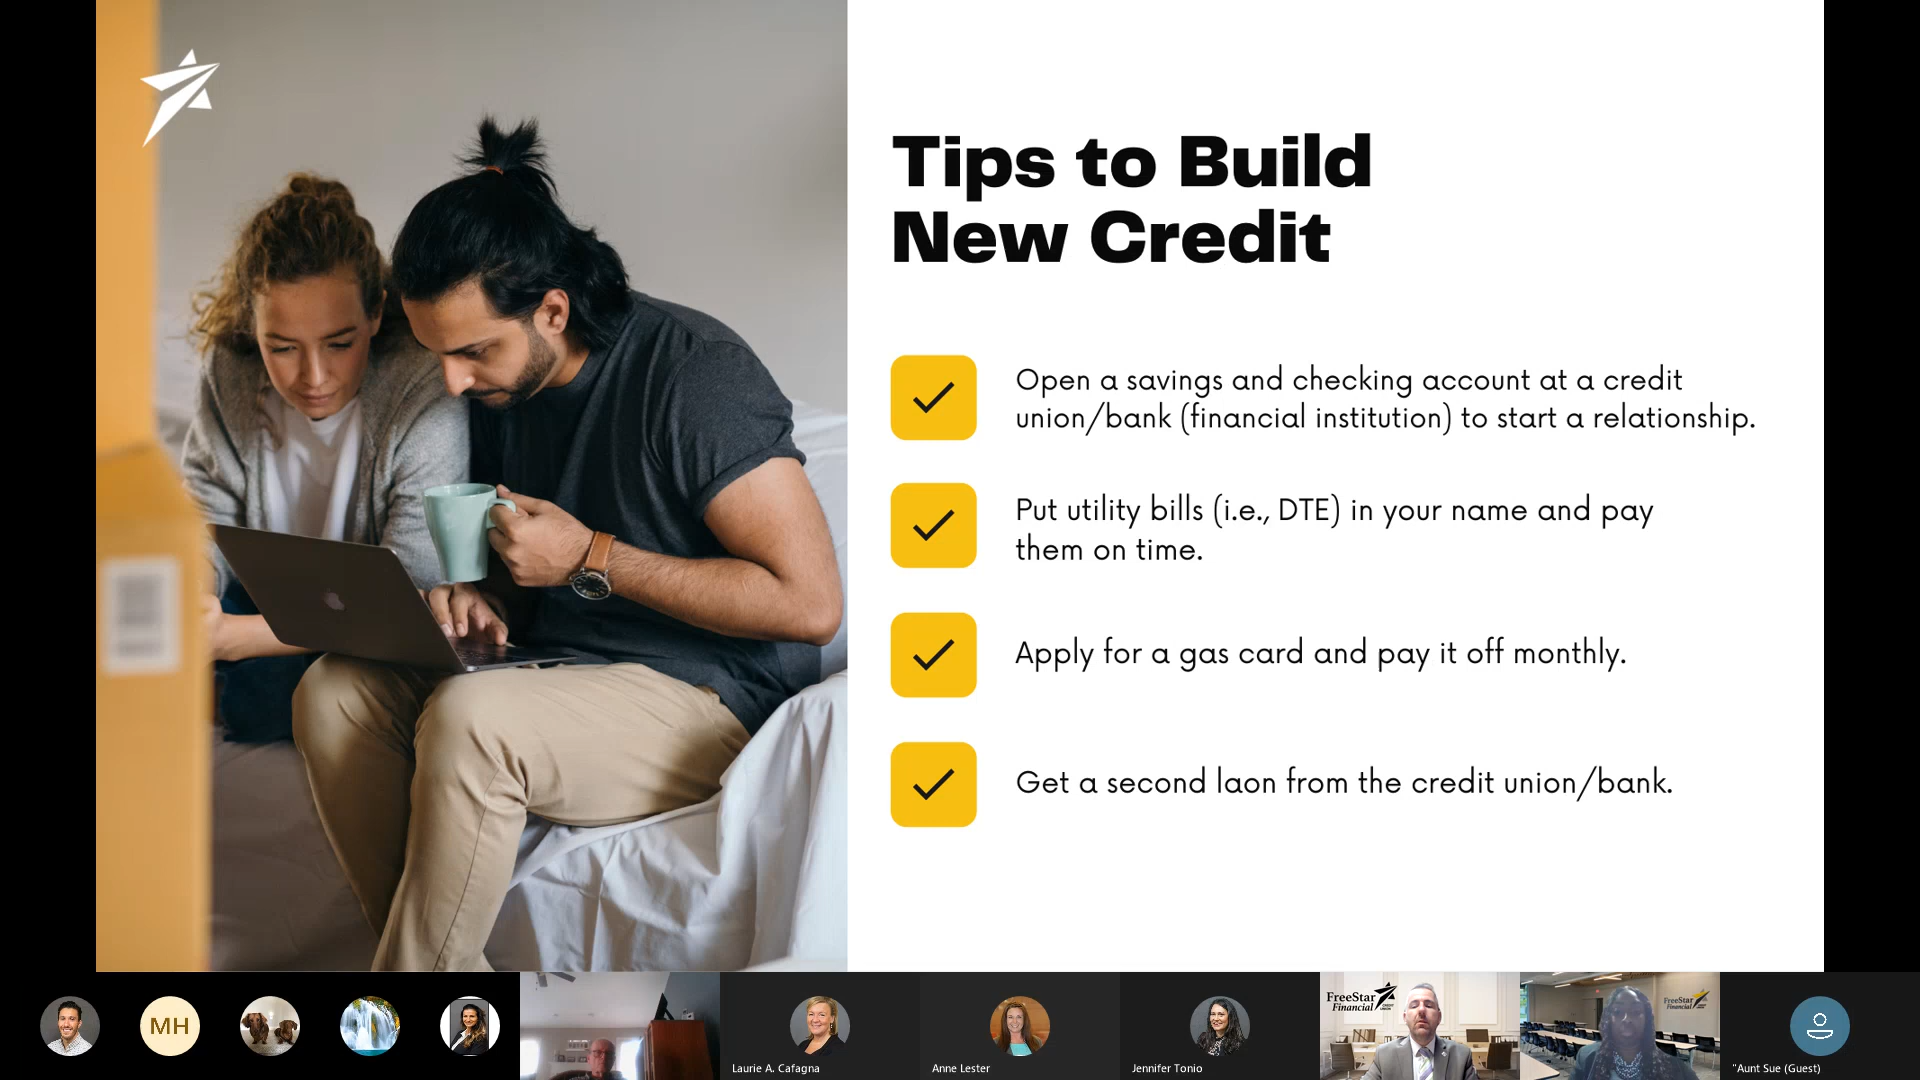 Tips to Build
New Credit
Open a savings and checking account at a credit
union/bank (financial institution) to start a relationship.
Put utility bills (i.e., DTE) in your name and pay
them on time.
Apply for a gas card and pay it off monthly.
Get a second laon from the credit union/bank.
MH
Laurie A. Cafagna
Anne Lester
Jennifer Tonio
FreeStar
Financial
FreeStar
Financial
"Aunt Sue (Guest)